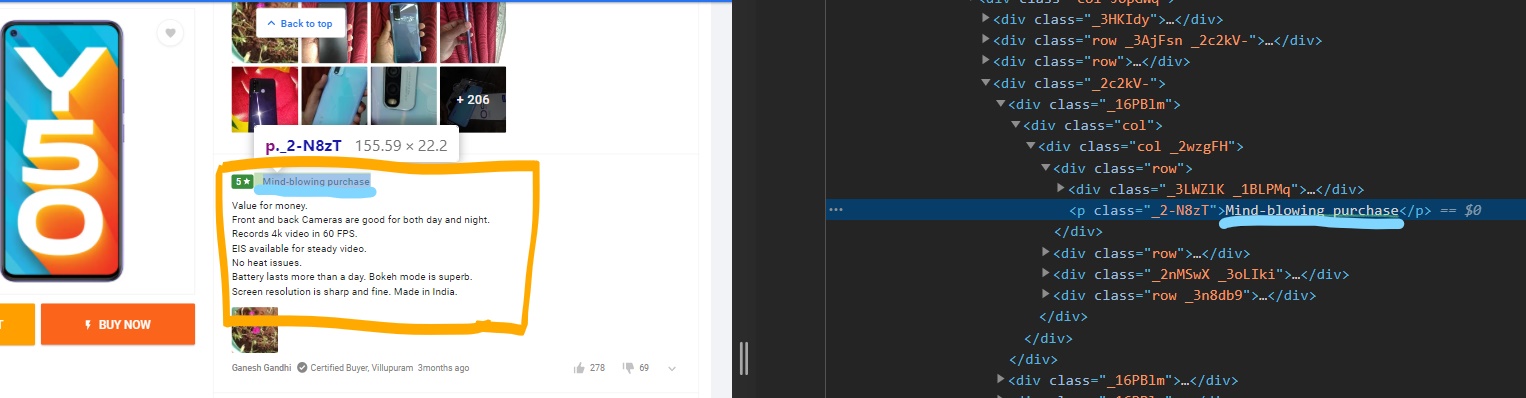 Back to top
Y
50
+ 206
p._2-N8zT 155.59 × 22.2
5★ Mind-blowing purchase
Value for money.
Front and back Cameras are good for both day and night.
Records 4k video in 60 FPS.
EIS available for steady video.
No heat issues.
Battery lasts more than a day. Bokeh mode is superb.
Screen resolution is sharp and fine. Made in India.
T
BUY NOW
Ganesh Gandhi Certified Buyer, Villupuram 3months ago 278 69
<div class="_3HKIdy">…</div>
<div class="row _3AjFsn _2c2kV-">…</div>
<div class="row">…</div>
<div class="_2c2kV-">
<div class="_16PBlm">
<div class="col">
<div class="col _2wzgFH">
<div class="row">
<div class="_3LWZlK _1BLPMq">…</div>
<p class="_2-N8zT">Mind-blowing purchase</p> == $0
</div>
<div class="row">…</div>
<div class="_2nMSwX _3oLIki">…</div>
<div class="row _3n8db9">…</div>
</div>
</div>
</div>
<div class="_16PBlm">…</div>